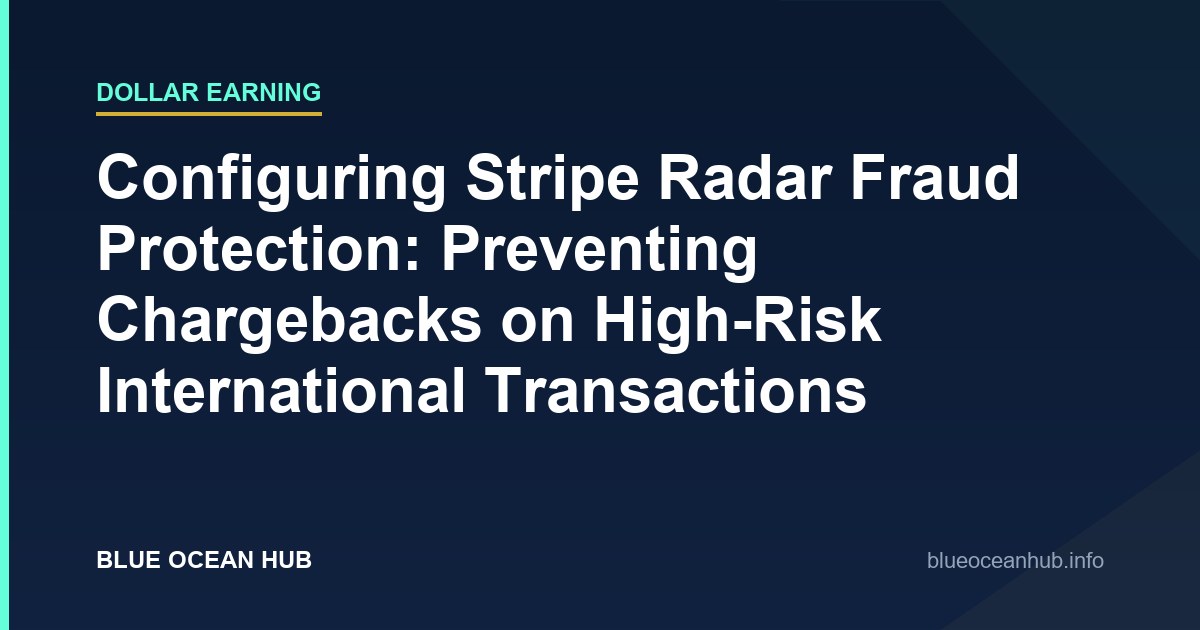 DOLLAR EARNING
Configuring Stripe Radar Fraud
Protection: Preventing
Chargebacks on High-Risk
International Transactions
BLUE OCEAN HUB
blueoceanhub.info